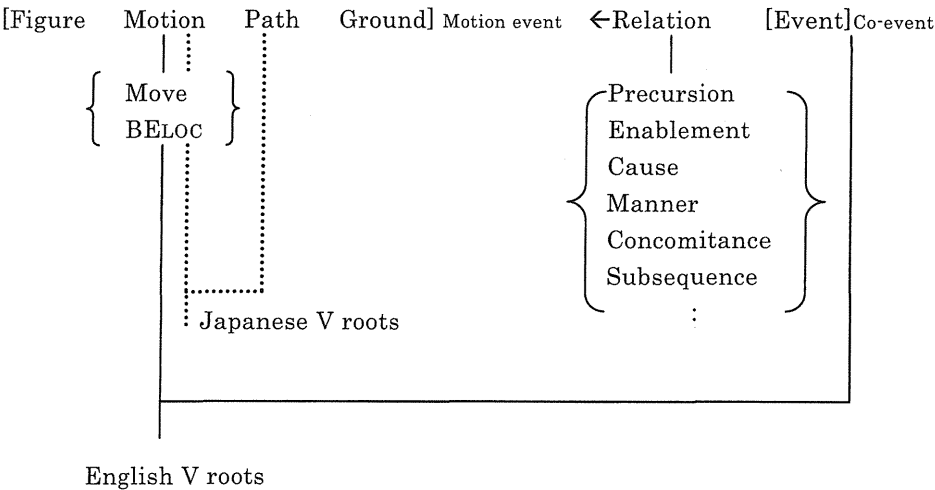 [Figure Motion Path Ground] Motion event ←Relation [Event]Co-event
Move
BELOC
Precursion
Enablement
Cause
Manner
Concomitance
Subsequence
⋮
Japanese V roots
English V roots